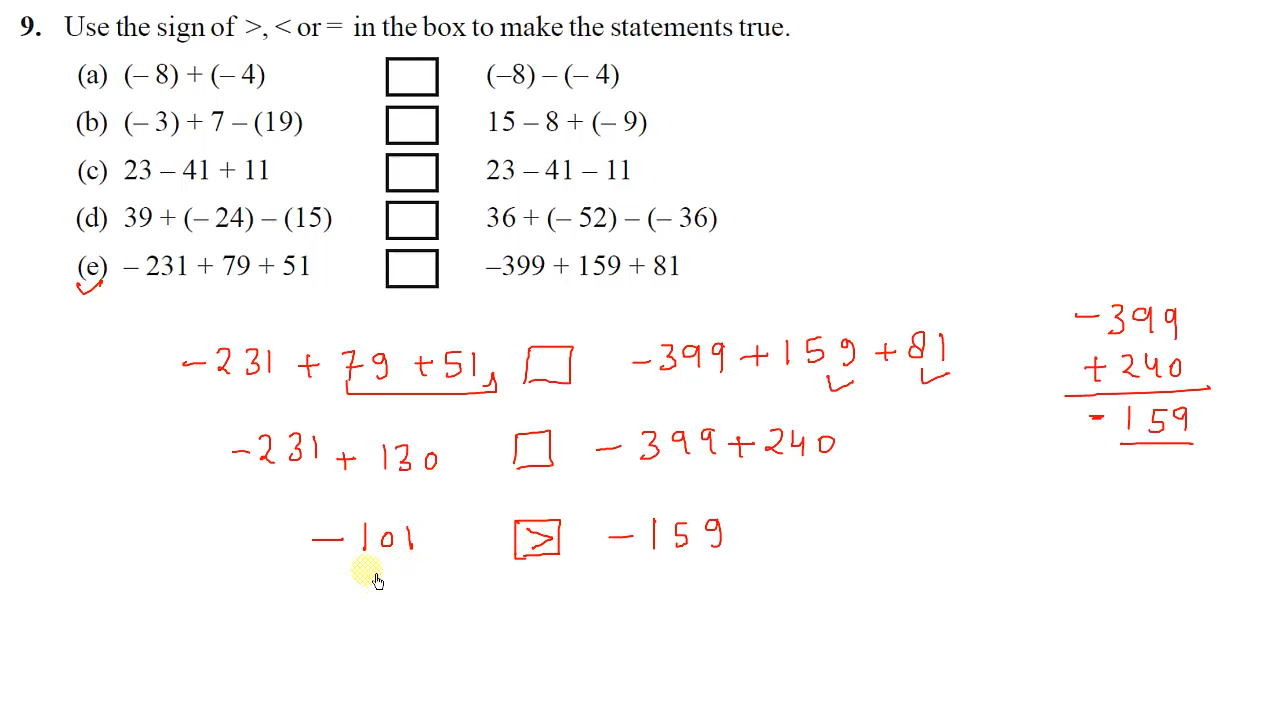 9. Use the sign of >, < or = in the box to make the statements true.
(a) (– 8) + (– 4) (–8) – (– 4)
(b) (– 3) + 7 – (19) 15 – 8 + (– 9)
(c) 23 – 41 + 11 23 – 41 – 11
(d) 39 + (– 24) – (15) 36 + (– 52) – (– 36)
(e) – 231 + 79 + 51 –399 + 159 + 81
-231 + 79 + 51 -399 + 159 + 81
-231 + 130 -399 + 240
-101 > -159
-399
+ 240
-159